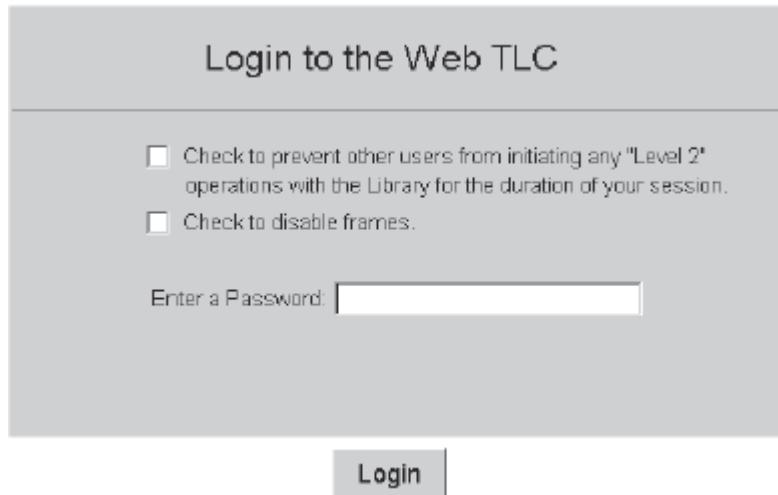 Login to the Web TLC
Check to prevent other users from initiating any "Level 2"
operations with the Library for the duration of your session.
Check to disable frames.
Enter a Password:
Login